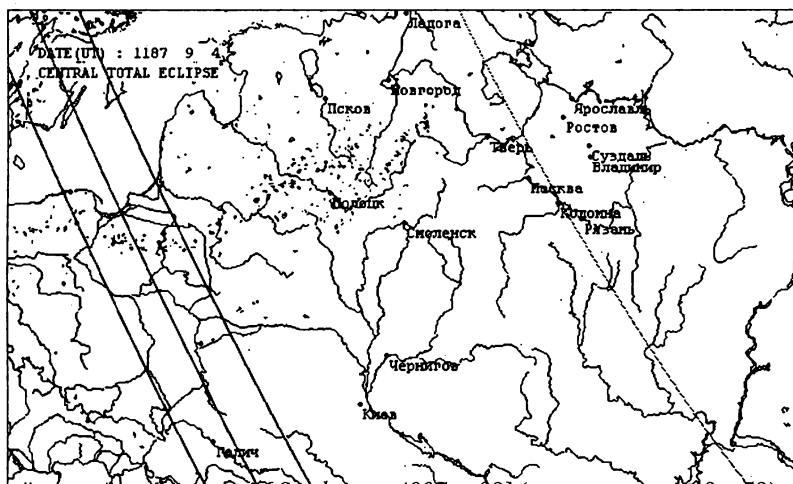 Ладога
DATE(UT) : 1187 9 4
CENTRAL TOTAL ECLIPSE
Новгород
Псков
Ярославль
Ростов
Тверь
Суздаль
Владимир
Москва
Полоцк
Коломна
Рязань
Смоленск
Чернигов
Киев
Галич